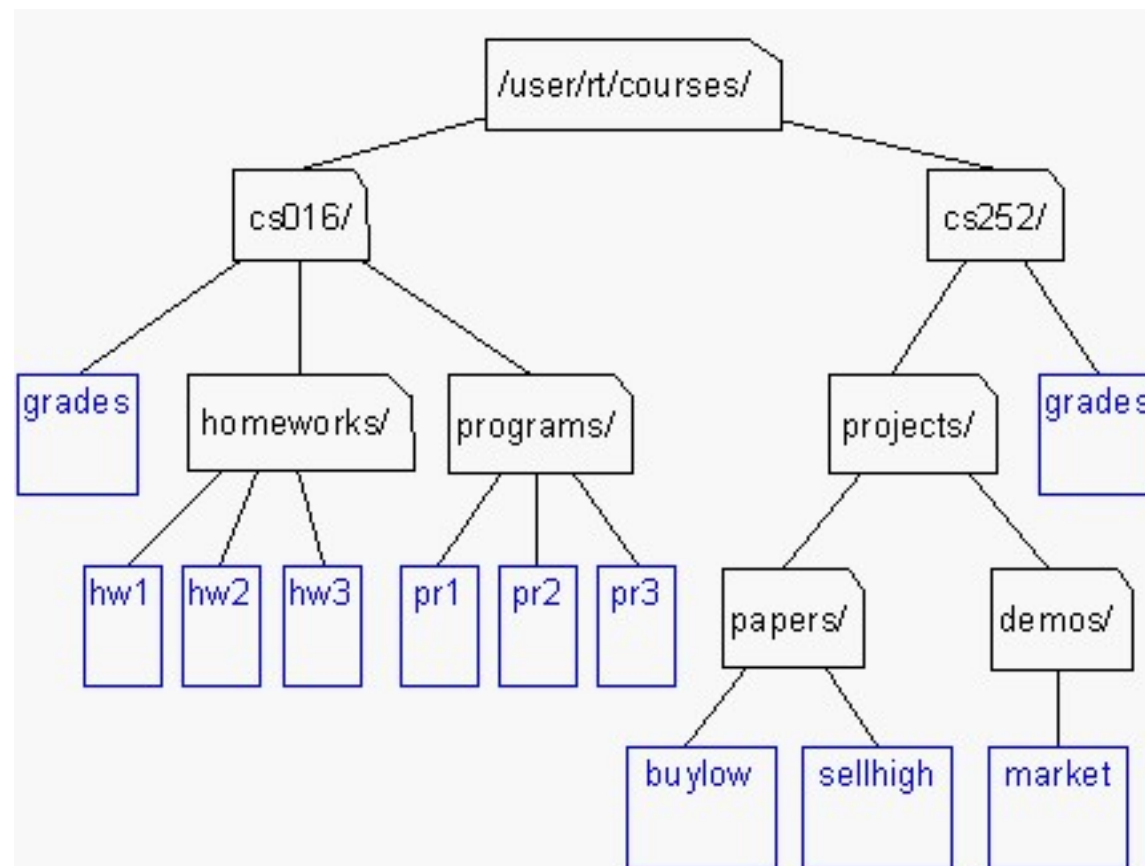 /user/rt/courses/
cs016/
cs252/
grades
homeworks/
programs/
projects/
grades
hw1
hw2
hw3
pr1
pr2
pr3
papers/
demos/
buylow
sellhigh
market